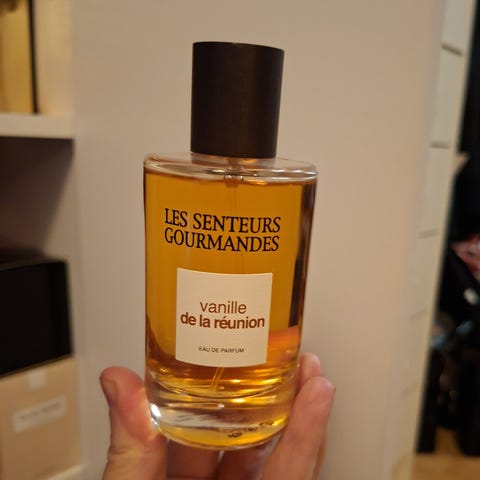 LES SENTEURS
GOURMANDES
vanille
de la réunion
EAU DE PARFUM